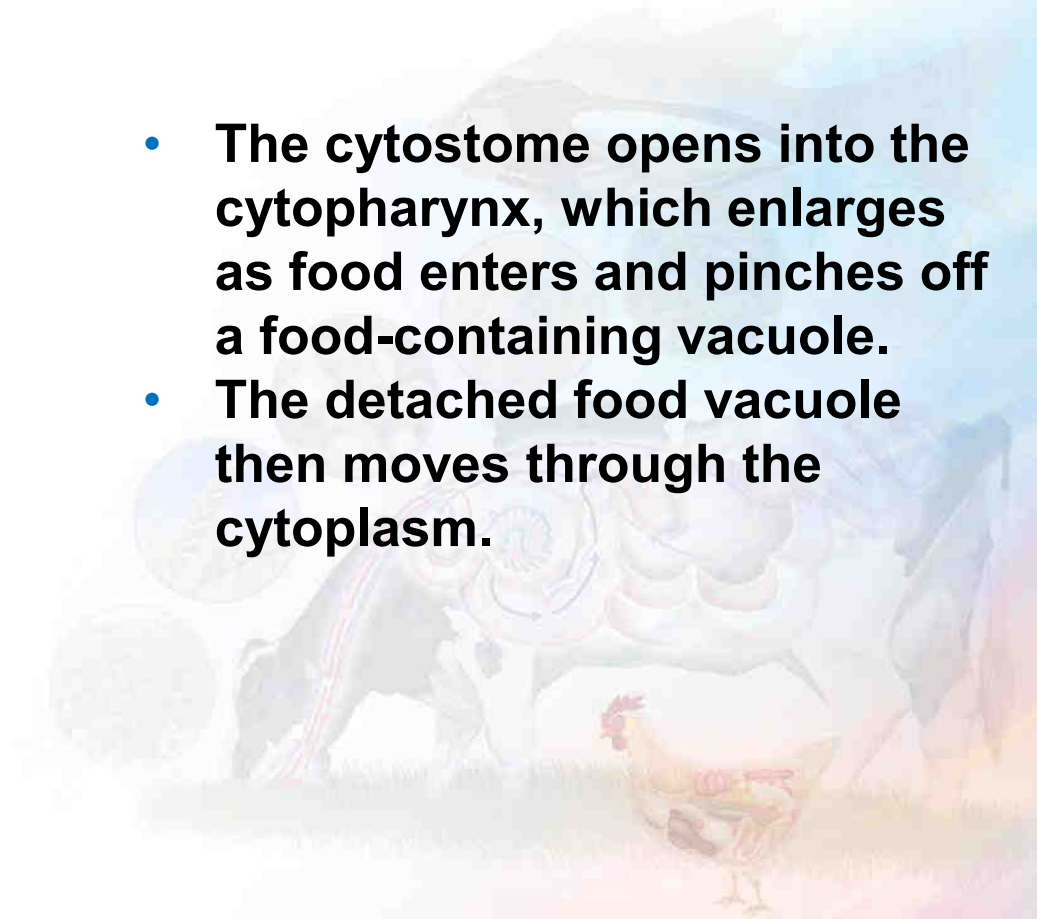 • The cytostome opens into the
cytopharynx, which enlarges
as food enters and pinches off
a food-containing vacuole.
• The detached food vacuole
then moves through the
cytoplasm.